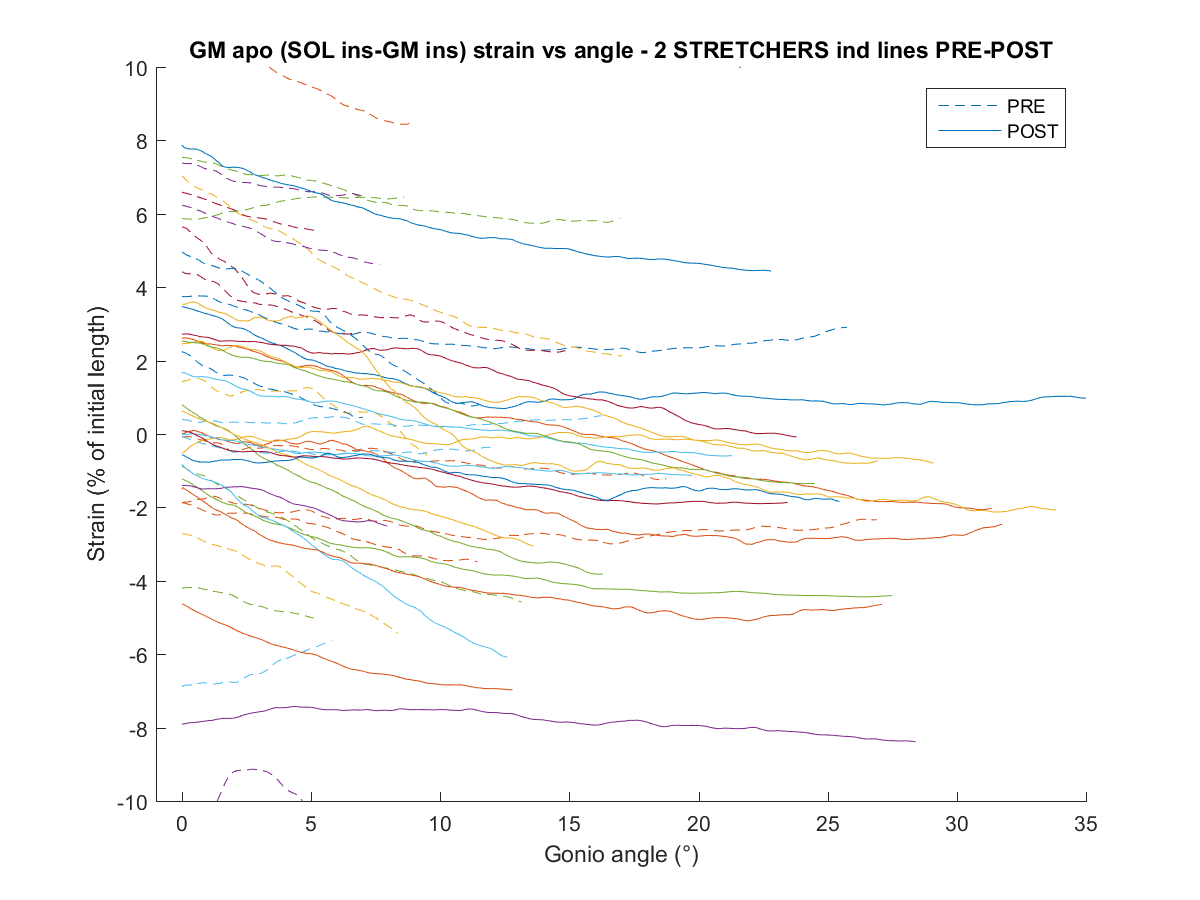 GM apo (SOL ins-GM ins) strain vs angle - 2 STRETCHERS ind lines PRE-POST
PRE
POST
10
8
6
4
2
0
-2
-4
-6
-8
-10
Strain (% of initial length)
0 5 10 15 20 25 30 35
Gonio angle (°)